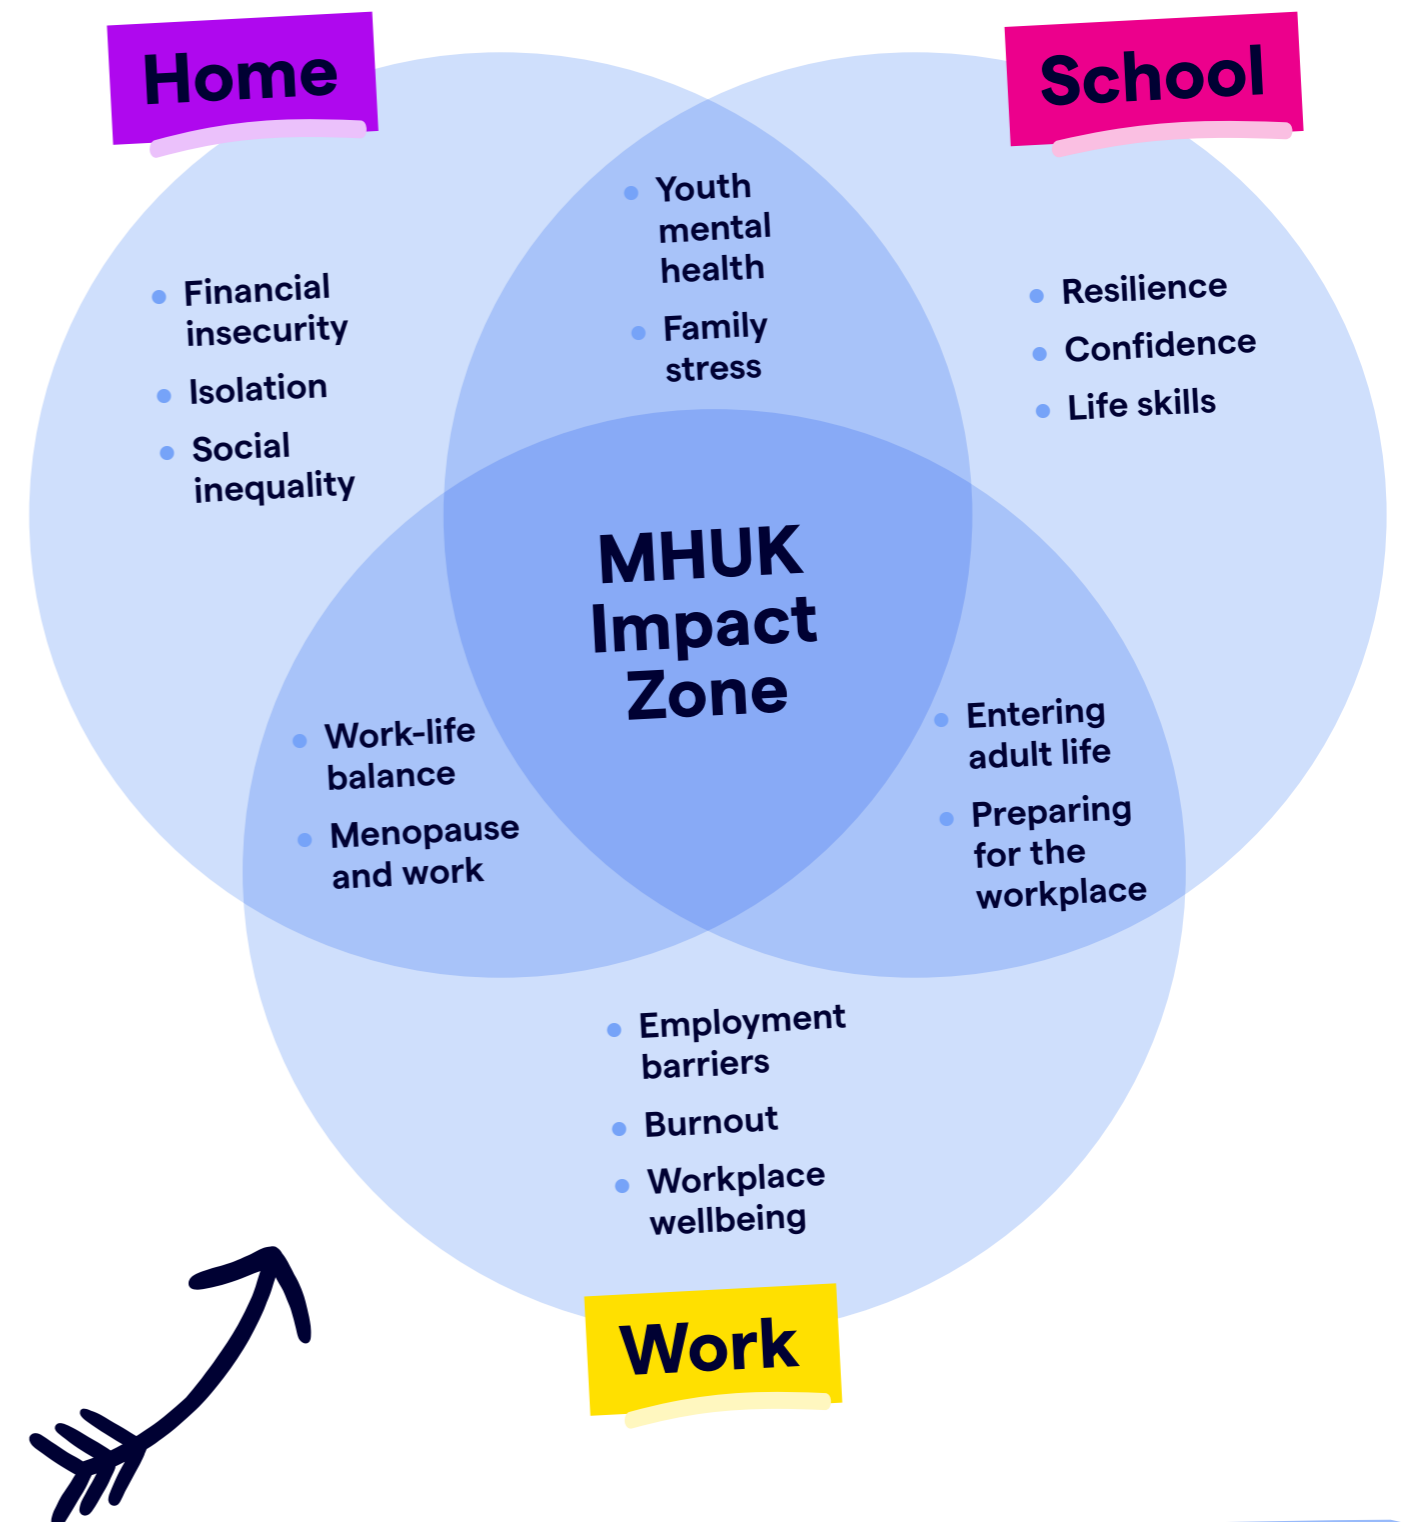 Home
School
Youth
mental
health
Family
stress
Financial
insecurity
Isolation
Social
inequality
Resilience
Confidence
Life skills
MHUK
Impact
Zone
Work-life
balance
Menopause
and work
Entering
adult life
Preparing
for the
workplace
Employment
barriers
Burnout
Workplace
wellbeing
Work